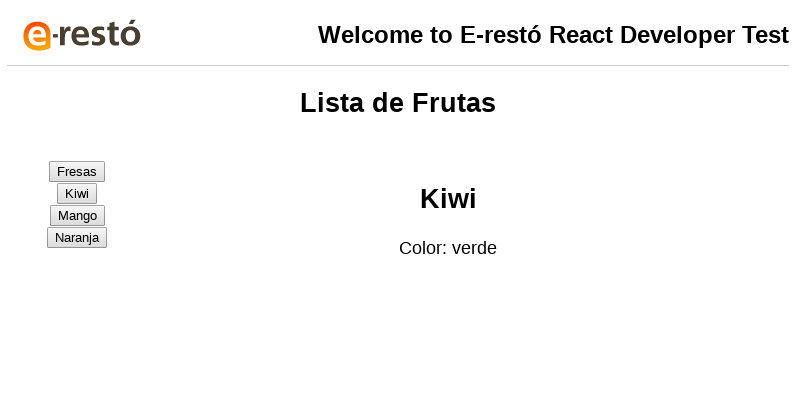 e-restó
Welcome to E-restó React Developer Test
Lista de Frutas
Fresas
Kiwi
Mango
Naranja
Kiwi
Color: verde